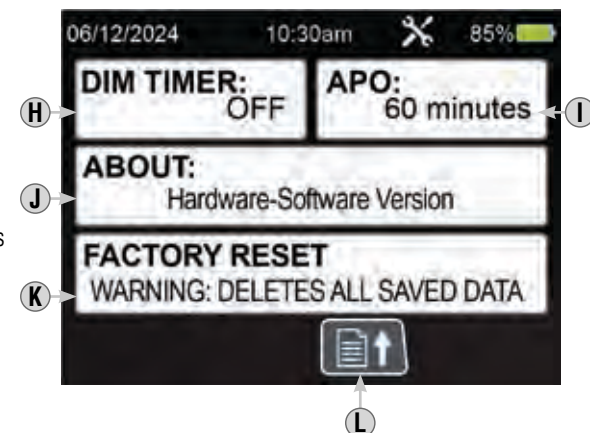 06/12/2024 10:30am 85%
DIM TIMER: APO:
H OFF 60 minutes I
ABOUT:
J Hardware-Software Version
S
FACTORY RESET
K WARNING: DELETES ALL SAVED DATA
L